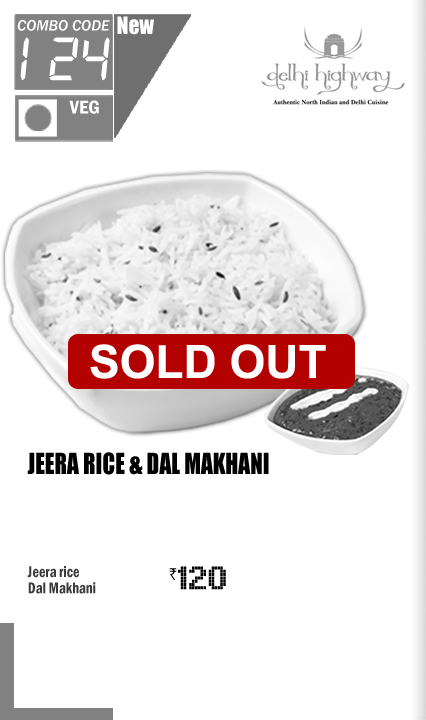 COMBO CODE
124
New
VEG
delhi highway
Authentic North Indian and Delhi Cuisine
SOLD OUT
JEERA RICE & DAL MAKHANI
Jeera rice
Dal Makhani
₹120